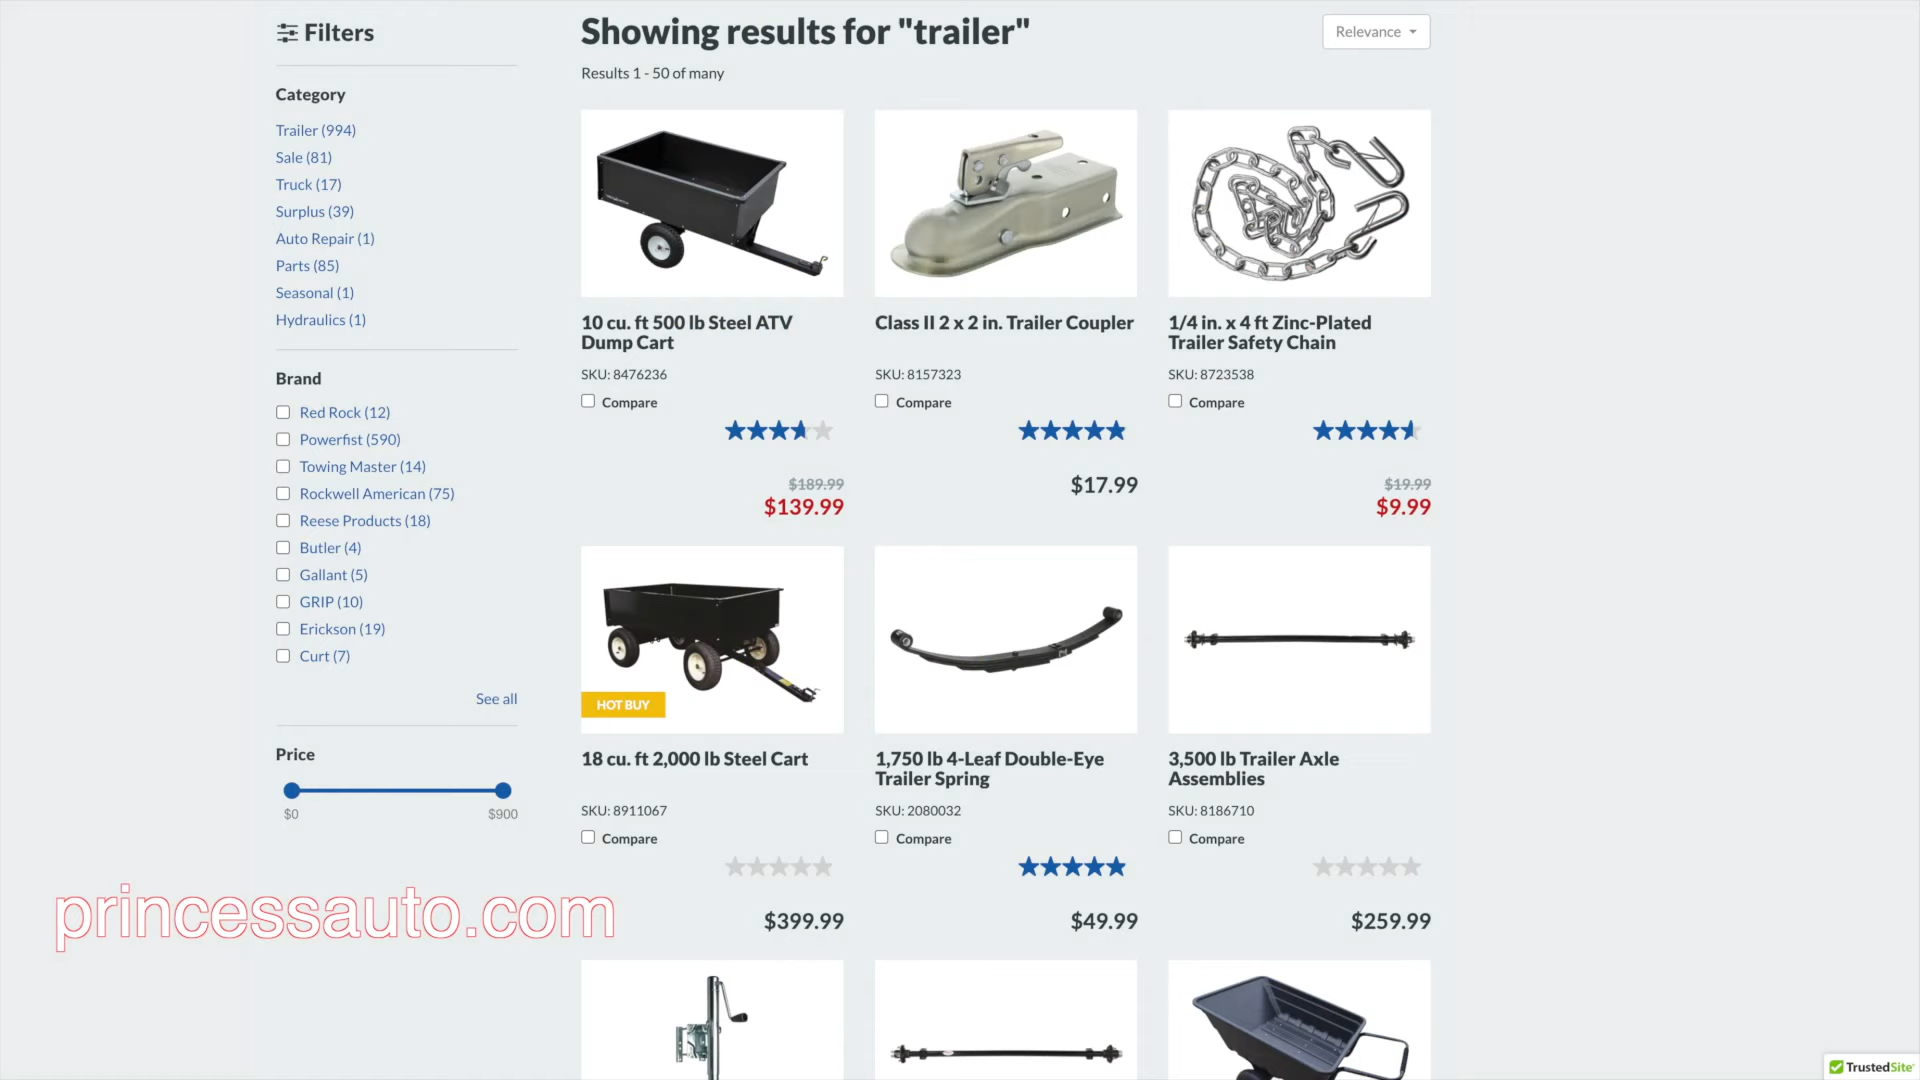 Filters
Category
Trailer (994)
Sale (81)
Truck (17)
Surplus (39)
Auto Repair (1)
Parts (85)
Seasonal (1)
Hydraulics (1)
Brand
Red Rock (12)
Powerfist (590)
Towing Master (14)
Rockwell American (75)
Reese Products (18)
Butler (4)
Gallant (5)
GRIP (10)
Erickson (19)
Curt (7)
See all
Price
$0 $900
princessauto.com
Showing results for "trailer"
Relevance
Results 1 - 50 of many
10 cu. ft 500 lb Steel ATV
Dump Cart
SKU: 8476236
Compare
$189.99
$139.99
Class II 2 x 2 in. Trailer Coupler
SKU: 8157323
Compare
$17.99
1/4 in. x 4 ft Zinc-Plated
Trailer Safety Chain
SKU: 8723538
Compare
$19.99
$9.99
HOT BUY
18 cu. ft 2,000 lb Steel Cart
SKU: 8911067
Compare
$399.99
1,750 lb 4-Leaf Double-Eye
Trailer Spring
SKU: 2080032
Compare
$49.99
3,500 lb Trailer Axle
Assemblies
SKU: 8186710
Compare
$259.99
TrustedSite